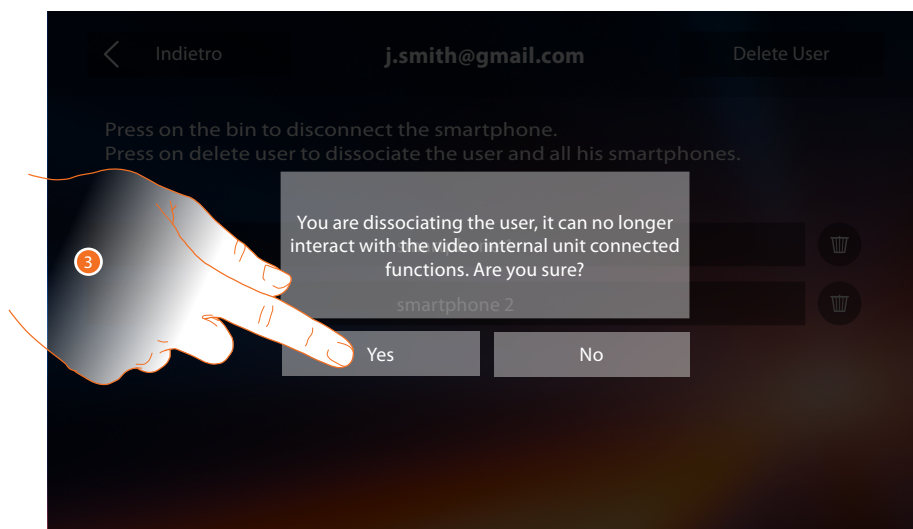 Indietro
j.smith@gmail.com
Delete User
Press on the bin to disconnect the smartphone.
Press on delete user to dissociate the user and all his smartphones.
You are dissociating the user, it can no longer
interact with the video internal unit connected
functions. Are you sure?
smartphone 2
3
Yes
No